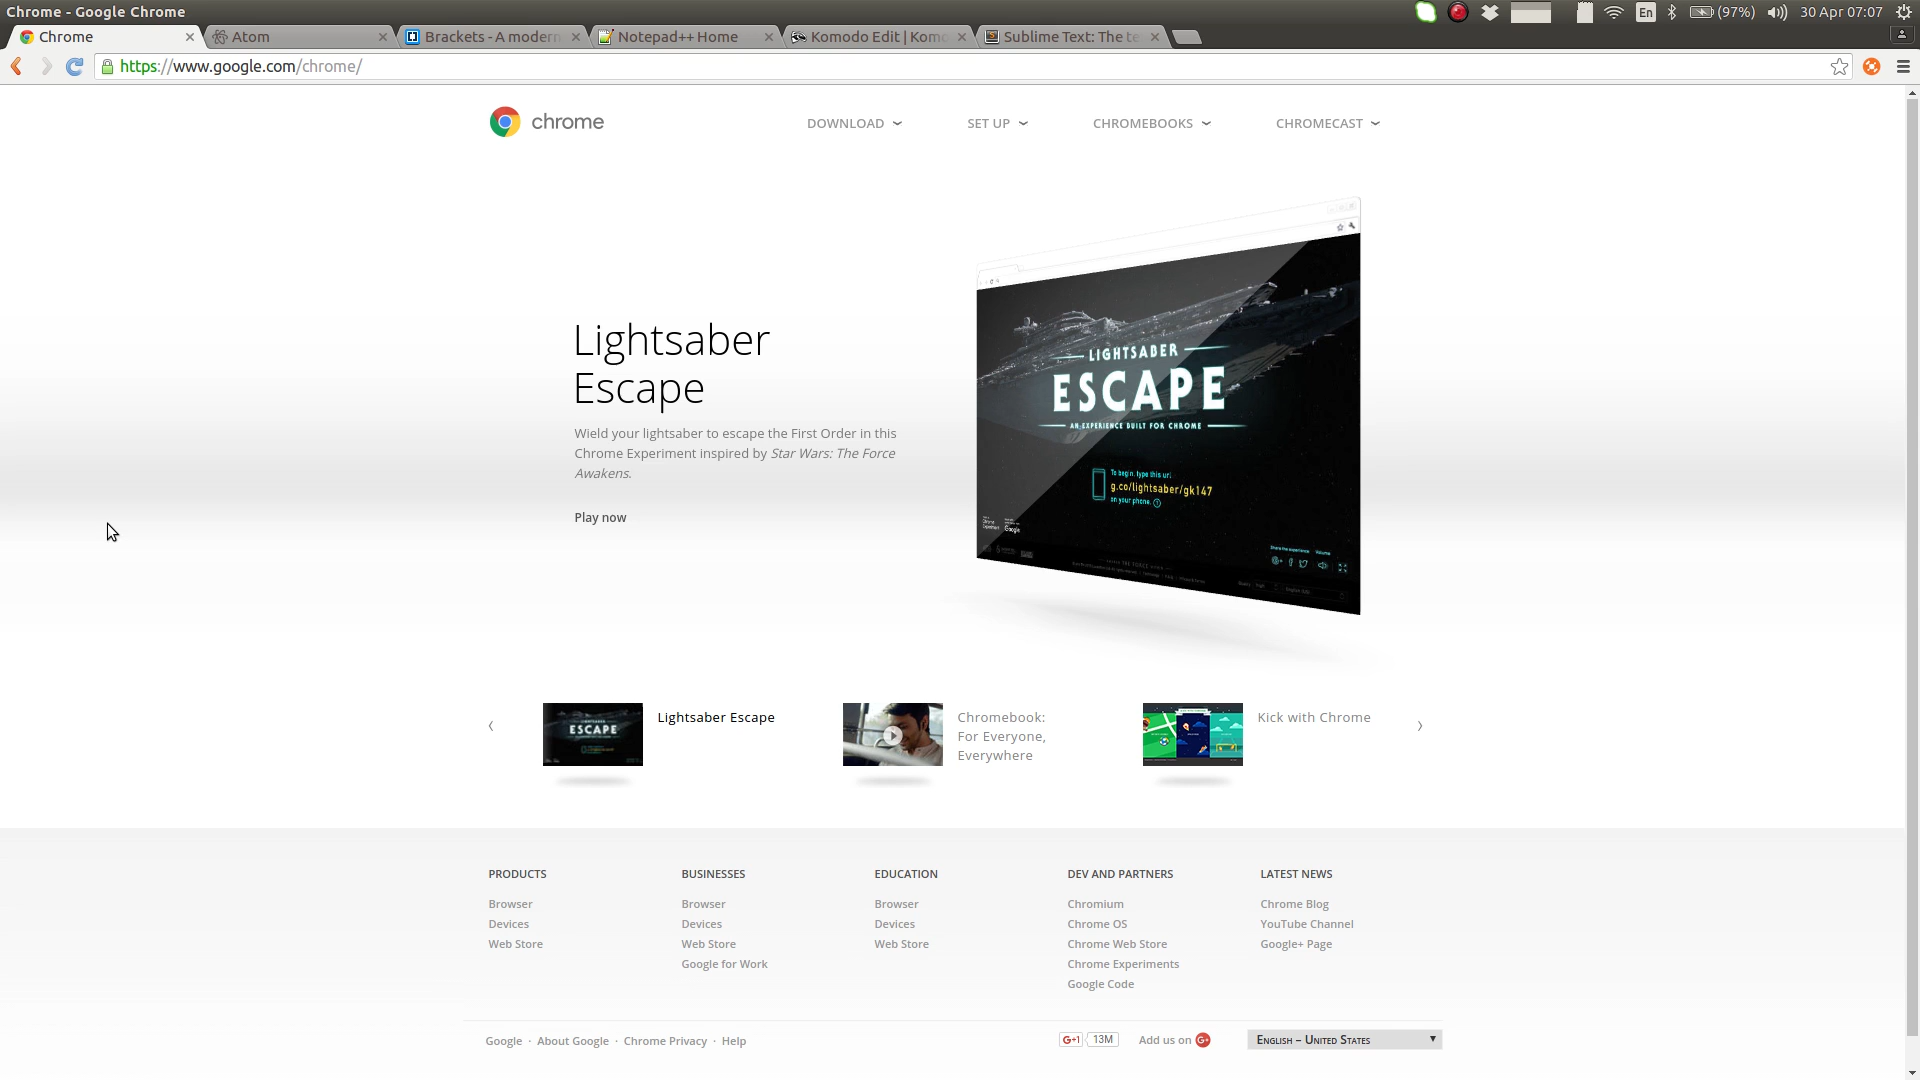 Chrome - Google Chrome
En
(97%)
30 Apr 07:07
Chrome
Atom
Brackets - A modern
Notepad++ Home
Komodo Edit | Komo
Sublime Text: The te
https://www.google.com/chrome/
chrome
DOWNLOAD
SET UP
CHROMEBOOKS
CHROMECAST
Lightsaber
Escape
Wield your lightsaber to escape the First Order in this
Chrome Experiment inspired by Star Wars: The Force
Awakens.
Play now
LIGHTSABER
ESCAPE
AN EXPERIENCE BUILT FOR CHROME
To begin, type this url
g.co/lightsaber/gk147
on your phone.
Share the experience
Volume
Lightsaber Escape
Chromebook:
For Everyone,
Everywhere
Kick with Chrome
PRODUCTS
Browser
Devices
Web Store
BUSINESSES
Browser
Devices
Web Store
Google for Work
EDUCATION
Browser
Devices
Web Store
DEV AND PARTNERS
Chromium
Chrome OS
Chrome Web Store
Chrome Experiments
Google Code
LATEST NEWS
Chrome Blog
YouTube Channel
Google+ Page
Google · About Google · Chrome Privacy · Help
G+1 13M
Add us on G+
ENGLISH – UNITED STATES